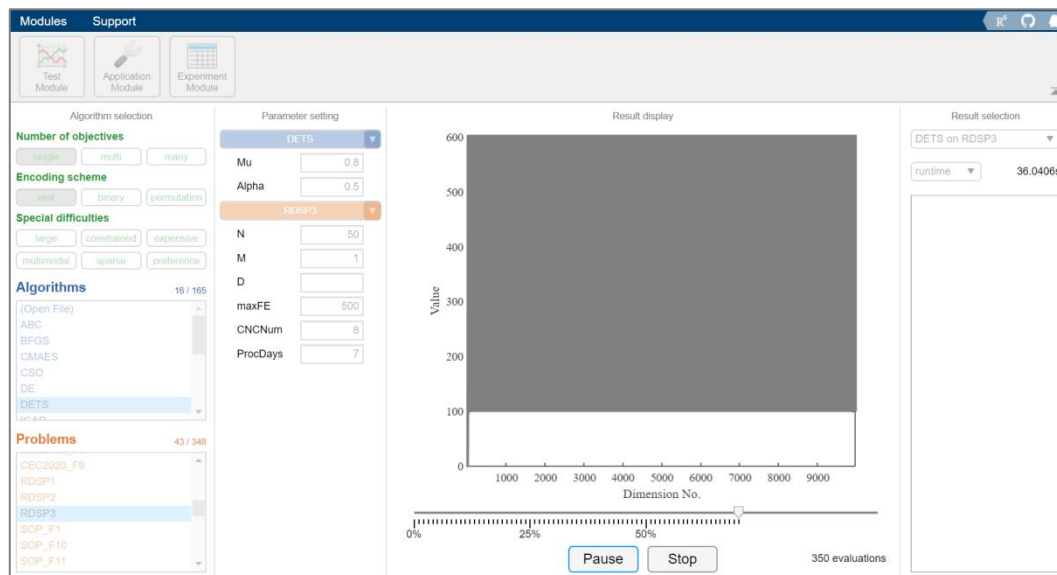 Modules Support
R⁶
Test Module
Application Module
Experiment Module
Algorithm selection
Number of objectives
single multi many
Encoding scheme
real binary permutation
Special difficulties
large constrained expensive
multimodal sparse preference
Algorithms 16 / 165
(Open File)
ABC
BFGS
CMAES
CSO
DE
DETS
Problems 43 / 348
CEC2020_F9
RDSP1
RDSP2
RDSP3
SOP_F1
SOP_F10
SOP_F11
Parameter setting
DETS
Mu 0.8
Alpha 0.5
RDSP3
N 50
M 1
D
maxFE 500
CNCNum 8
ProcDays 7
Result display
600
500
400
300
200
100
0
Value
1000 2000 3000 4000 5000 6000 7000 8000 9000
Dimension No.
0% 25% 50%
Pause Stop 350 evaluations
Result selection
DETS on RDSP3
runtime 36.0406s